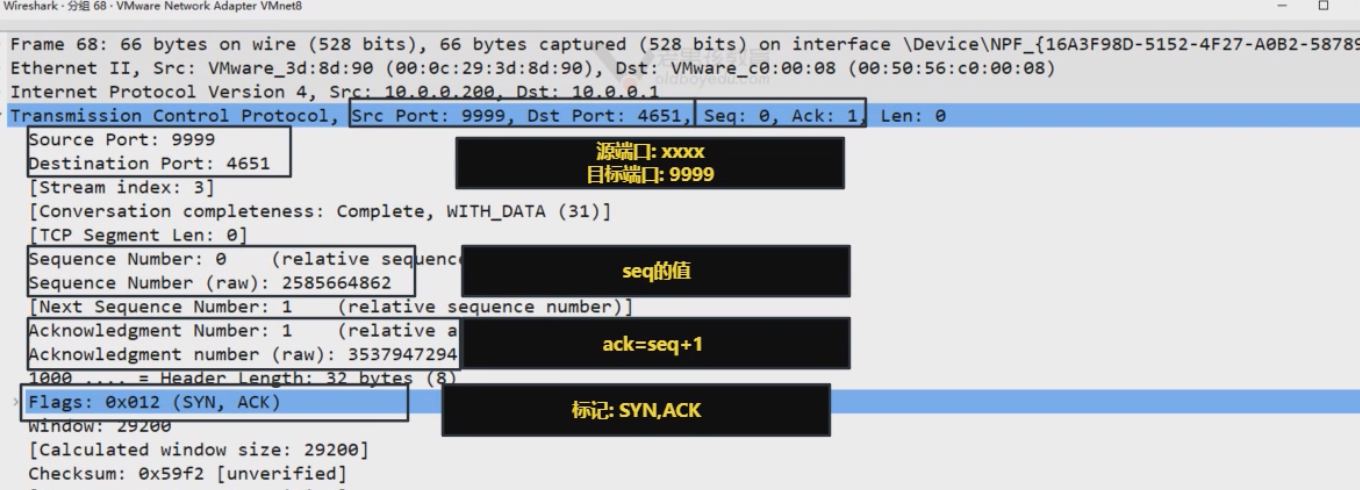 Wireshark · 分组 68 · VMware Network Adapter VMnet8
Frame 68: 66 bytes on wire (528 bits), 66 bytes captured (528 bits) on interface \Device\NPF_{16A3F98D-5152-4F27-A0B2-58789
Ethernet II, Src: VMware_3d:8d:90 (00:0c:29:3d:8d:90), Dst: VMware_c0:00:08 (00:50:56:c0:00:08)
oldboyedu.com
Internet Protocol Version 4, Src: 10.0.0.200, Dst: 10.0.0.1
Transmission Control Protocol, Src Port: 9999, Dst Port: 4651, Seq: 0, Ack: 1, Len: 0
Source Port: 9999
Destination Port: 4651
源端口: xxxx
目标端口: 9999
[Stream index: 3]
[Conversation completeness: Complete, WITH_DATA (31)]
[TCP Segment Len: 0]
Sequence Number: 0 (relative sequenc
Sequence Number (raw): 2585664862
seq的值
[Next Sequence Number: 1 (relative sequence number)]
Acknowledgment Number: 1 (relative a
Acknowledgment number (raw): 3537947294
ack=seq+1
1000 .... = Header Length: 32 bytes (8)
Flags: 0x012 (SYN, ACK)
标记: SYN,ACK
Window: 29200
[Calculated window size: 29200]
Checksum: 0x59f2 [unverified]